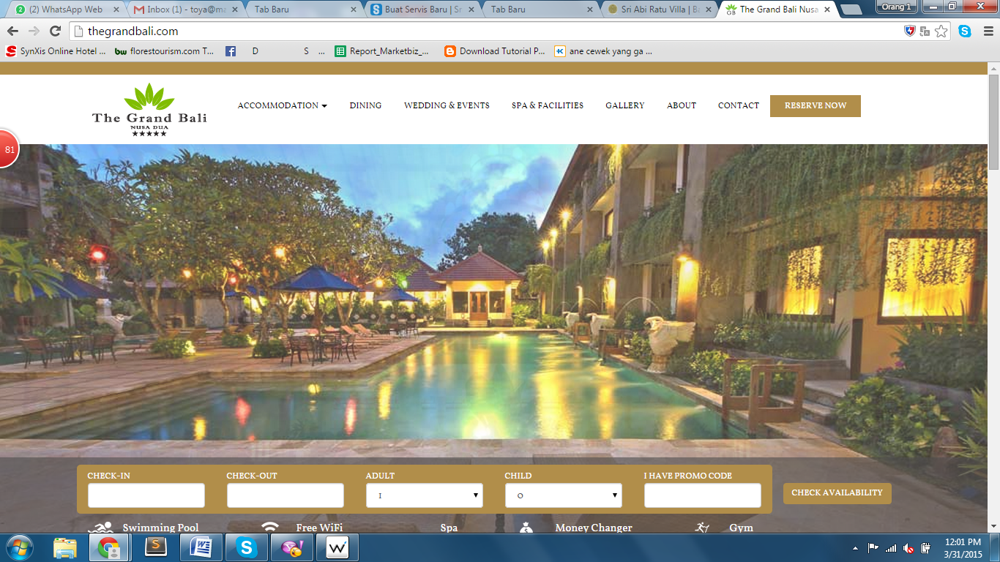 (2) WhatsApp Web
Inbox (1) - toya@ma
Tab Baru
Buat Servis Baru | Sr
Tab Baru
Sri Abi Ratu Villa | Ba
The Grand Bali Nusa
Orang 1
thegrandbali.com
SynXis Online Hotel ...
florestourism.com T...
D S ...
Report_Marketbiz_...
Download Tutorial P...
ane cewek yang ga ...
The Grand Bali
NUSA DUA
ACCOMMODATION
DINING
WEDDING & EVENTS
SPA & FACILITIES
GALLERY
ABOUT
CONTACT
RESERVE NOW
81
CHECK-IN
CHECK-OUT
ADULT
CHILD
I HAVE PROMO CODE
1
0
CHECK AVAILABILITY
Swimming Pool
Free WiFi
Spa
Money Changer
Gym
12:01 PM
3/31/2015